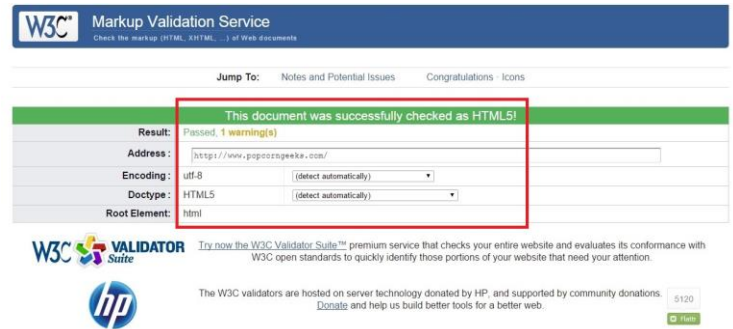 W3C® Markup Validation Service
Check the markup (HTML, XHTML, ...) of Web documents
Jump To: Notes and Potential Issues Congratulations · Icons
This document was successfully checked as HTML5!
Result: Passed, 1 warning(s)
Address : http://www.popcorngeeks.com/
Encoding : utf-8 (detect automatically)
Doctype : HTML5 (detect automatically)
Root Element: html
W3C VALIDATOR Suite
Try now the W3C Validator Suite™ premium service that checks your entire website and evaluates its conformance with
W3C open standards to quickly identify those portions of your website that need your attention.
hp
The W3C validators are hosted on server technology donated by HP, and supported by community donations.
Donate and help us build better tools for a better web.
5120
Flattr